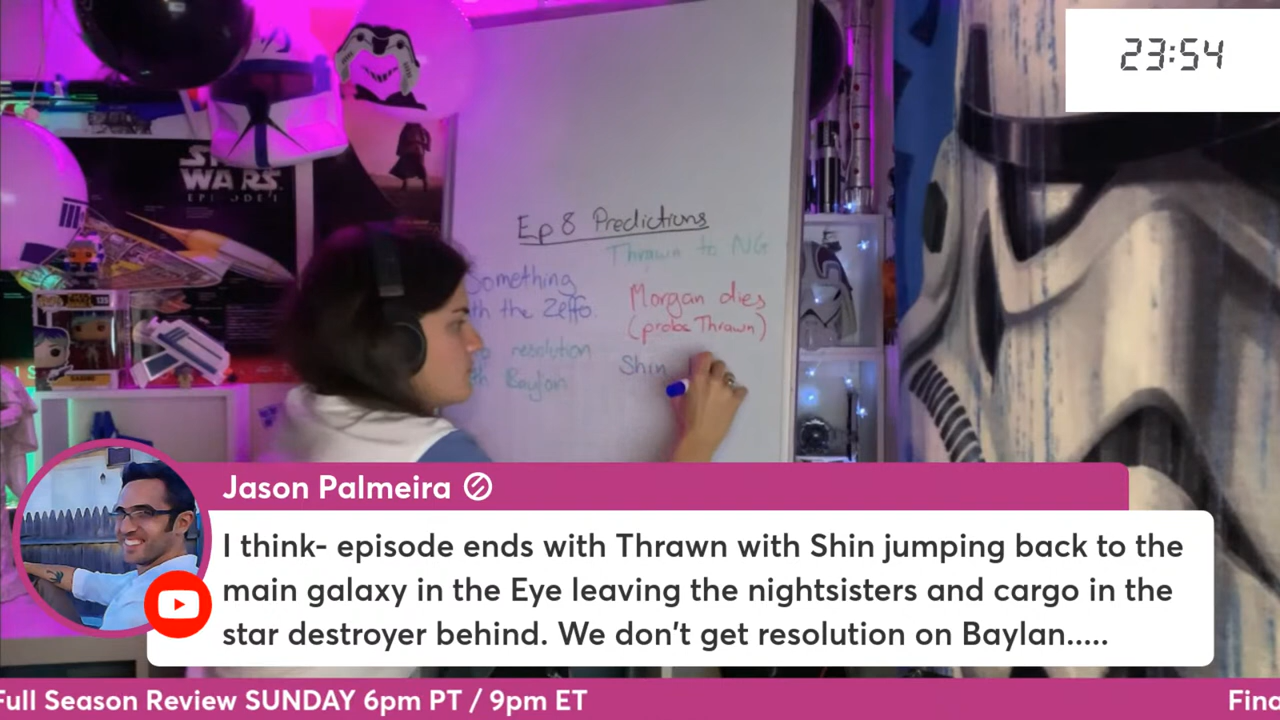 23:54
STAR
WARS
EPISODE I
Ep 8 Predictions
Thrawn to NG
Something
th the Zeffo.
Morgan dies
(probs Thrawn)
resolution
Baylan
Shin
Jason Palmeira
I think- episode ends with Thrawn with Shin jumping back to the
main galaxy in the Eye leaving the nightsisters and cargo in the
star destroyer behind. We don't get resolution on Baylan.....
Full Season Review SUNDAY 6pm PT / 9pm ET
Fina